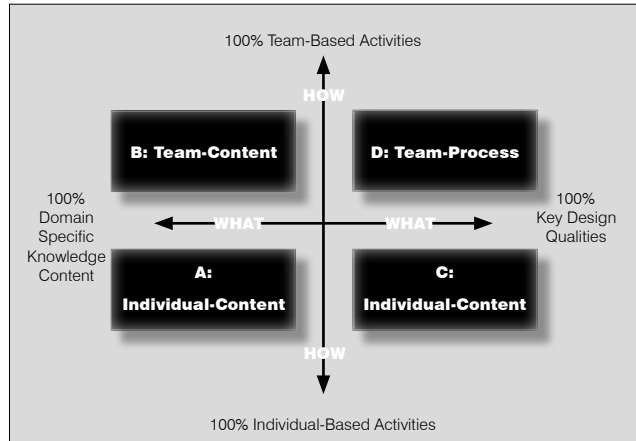 100% Team-Based Activities
HOW
B: Team-Content
D: Team-Process
100%
Domain
Specific
Knowledge
Content
WHAT
WHAT
100%
Key Design
Qualities
A:
Individual-Content
C:
Individual-Content
HOW
100% Individual-Based Activities